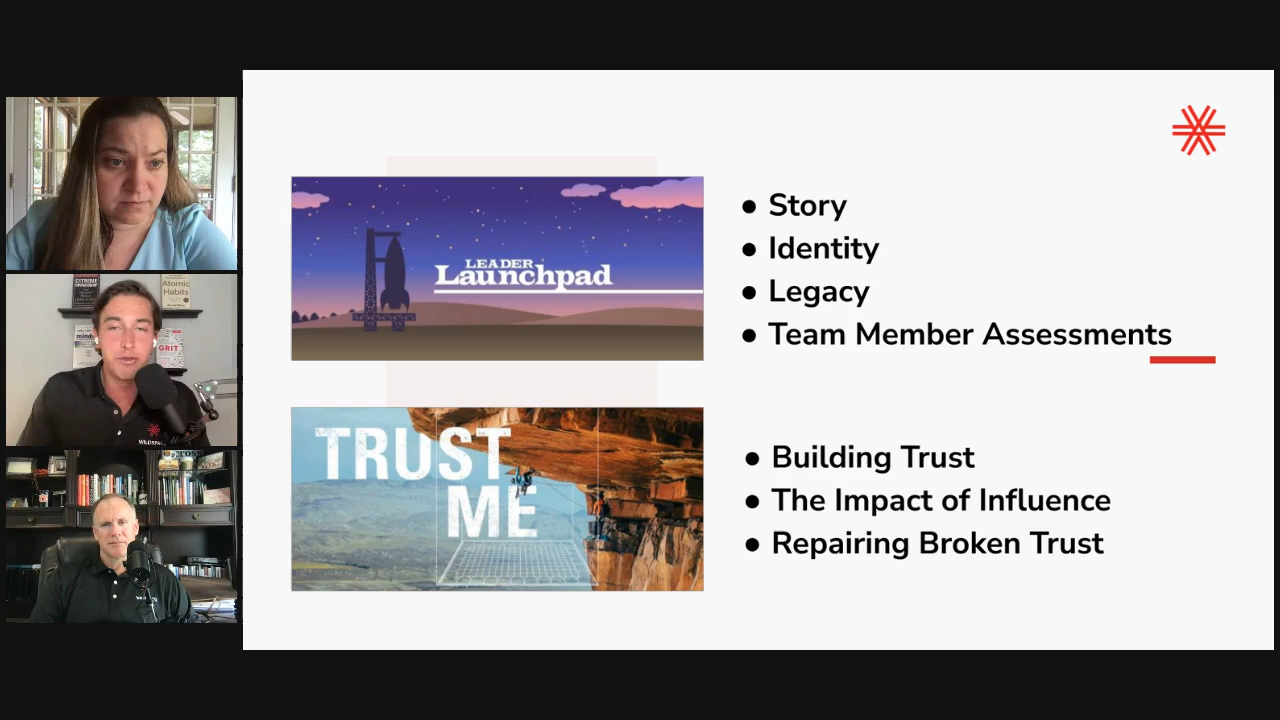 EXTREME
Atomic
Habits
GRIT
LEADER
Launchpad
● Story
● Identity
● Legacy
● Team Member Assessments
TRUST
ME
● Building Trust
● The Impact of Influence
● Repairing Broken Trust